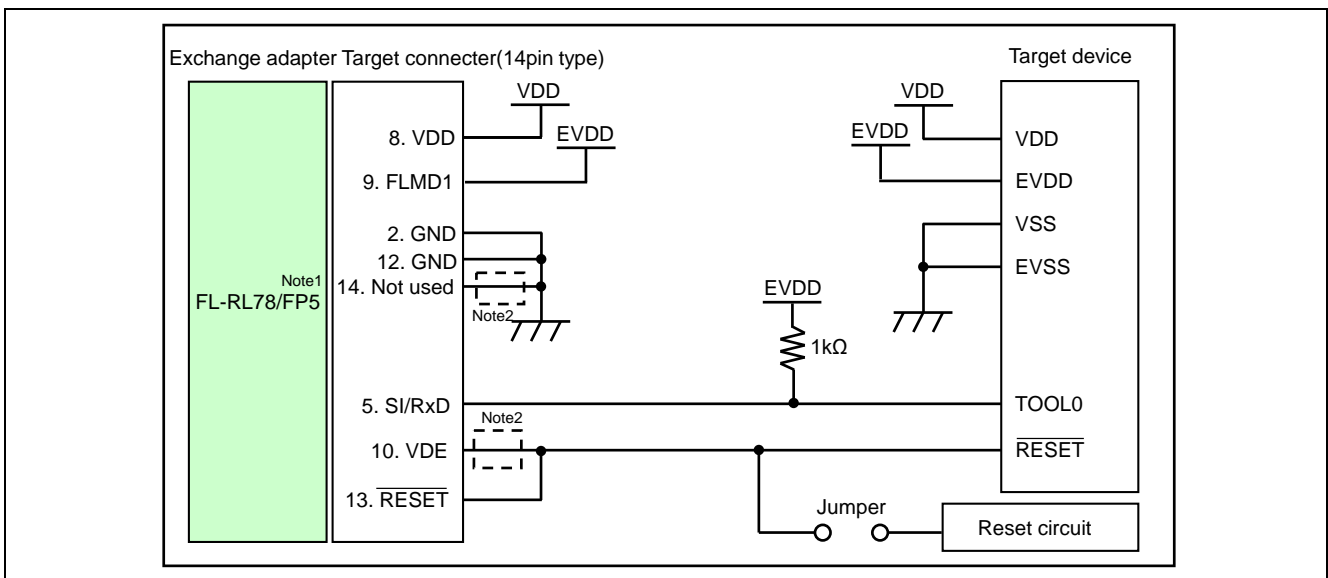 Exchange adapter Target connecter(14pin type)
Target device
VDD
8. VDD
EVDD
9. FLMD1
2. GND
12. GND
14. Not used
Note2
Note1
FL-RL78/FP5
5. SI/RxD
Note2
10. VDE
13. RESET
EVDD
1kΩ
VDD
EVDD
VDD
EVDD
VSS
EVSS
TOOL0
RESET
Jumper
Reset circuit